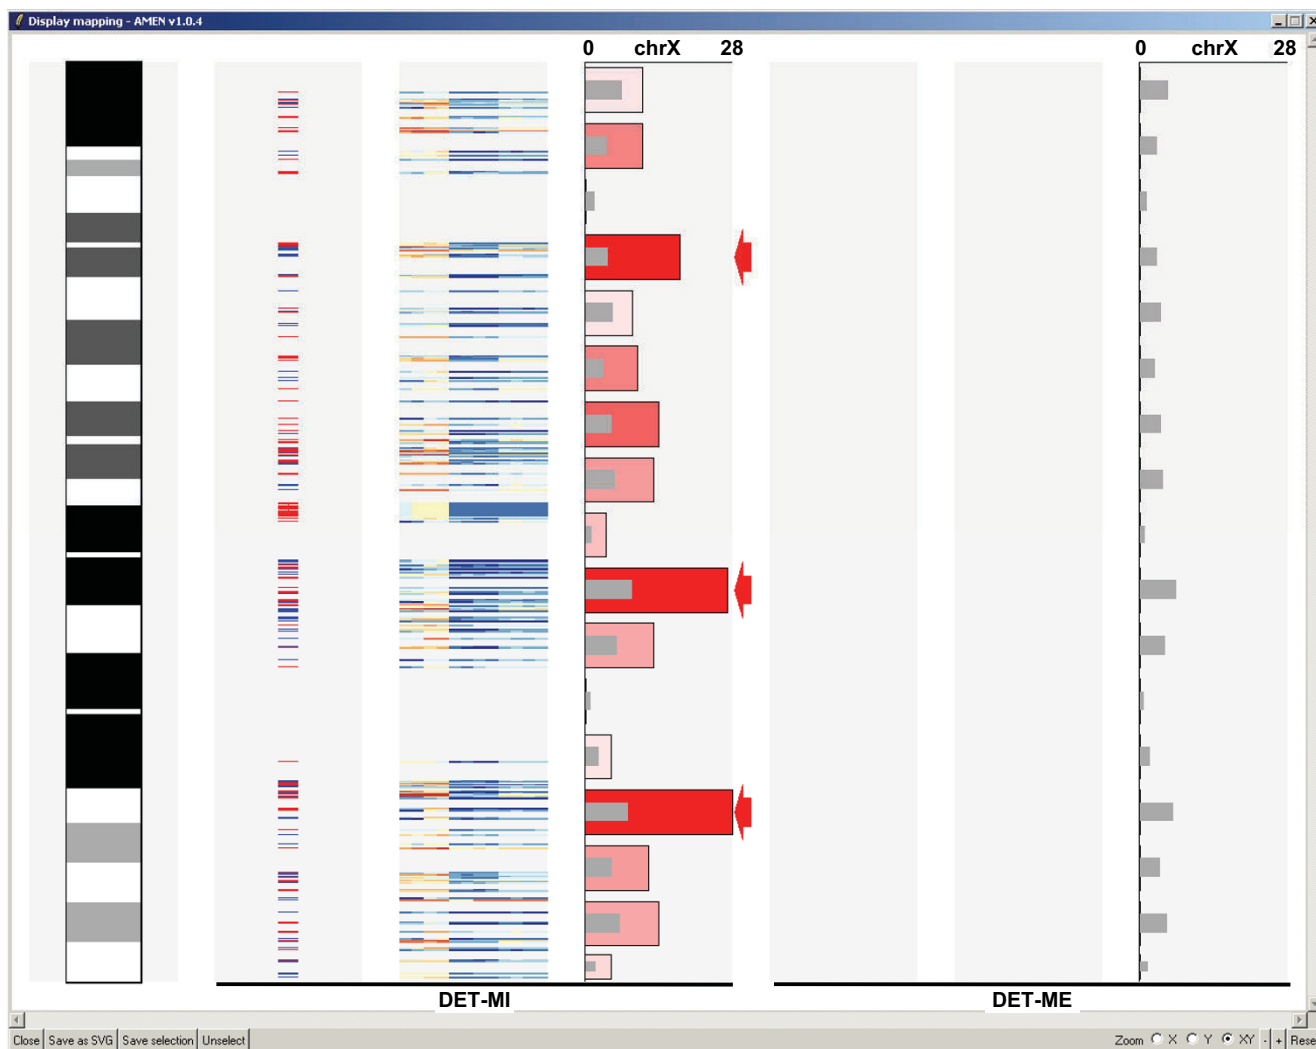 Display mapping - AMEN v1.0.4
0 chrX 28
0 chrX 28
DET-MI
DET-ME
Close Save as SVG Save selection Unselect
Zoom X Y XY - + Rese